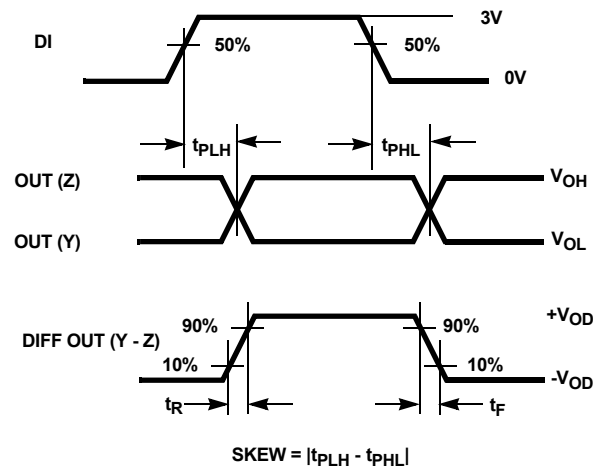 3V
DI
50%
50%
0V
tPLH
tPHL
OUT (Z)
VOH
OUT (Y)
VOL
+VOD
90%
90%
DIFF OUT (Y - Z)
10%
10%
-VOD
tR
tF
SKEW = |tPLH - tPHL|